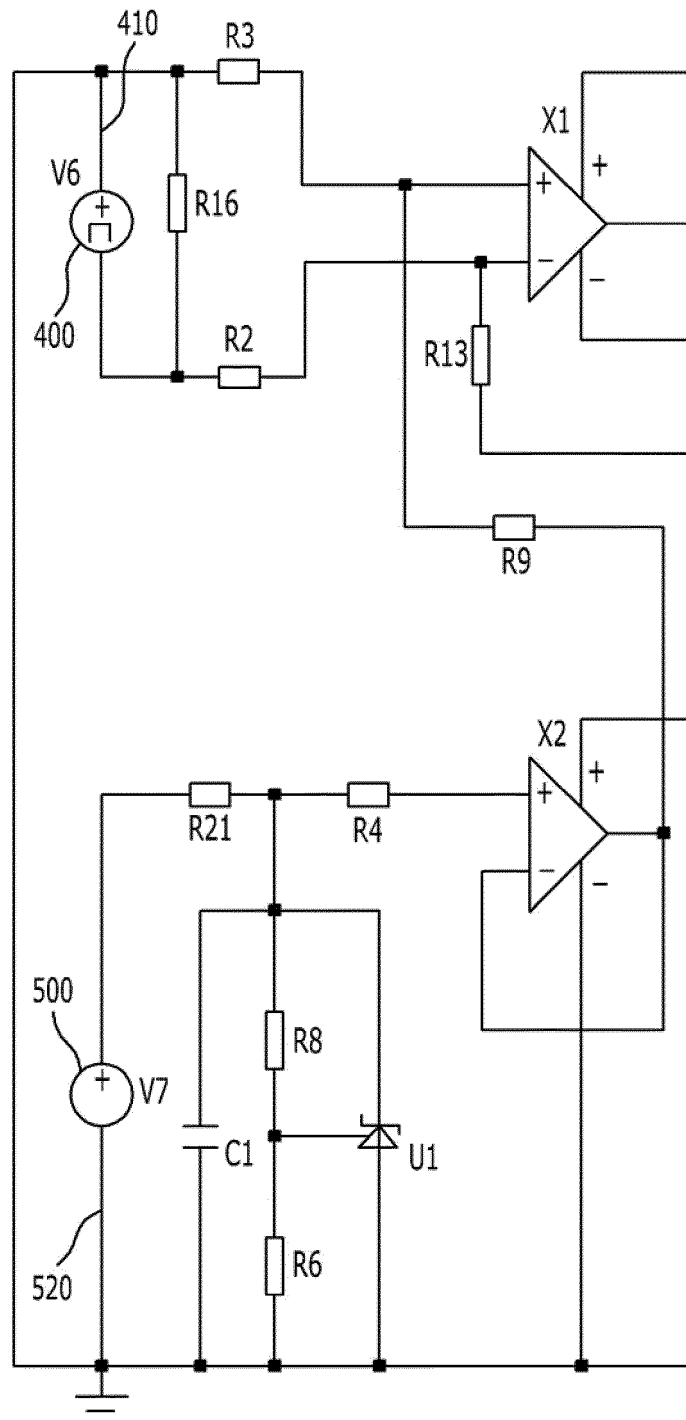 410
R3
X1
+
V6
+
R16
+
−
−
400
R2
R13
R9
X2
+
+
R21
R4
−
−
500
R8
+
V7
C1
U1
R6
520